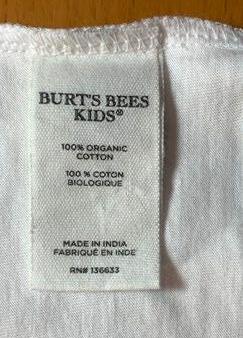 BURT'S BEES
KIDS®
100% ORGANIC
COTTON
100 % COTON
BIOLOGIQUE
MADE IN INDIA
FABRIQUÉ EN INDE
RN# 136633